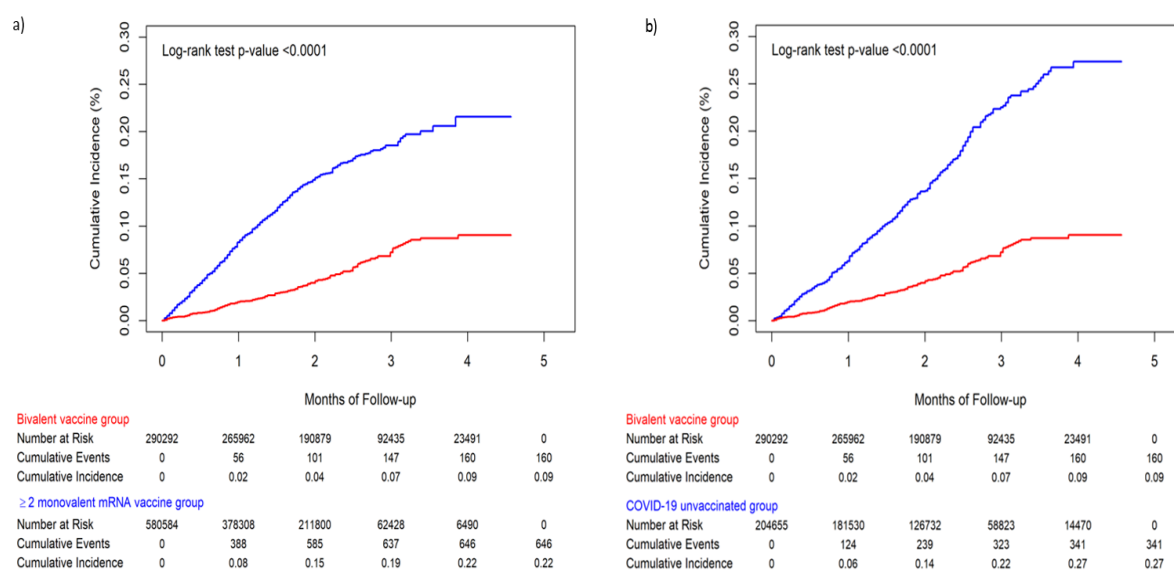 a)
Log-rank test p-value <0.0001
Cumulative Incidence (%)
0.30
0.25
0.20
0.15
0.10
0.05
0.00
0 1 2 3 4 5
Months of Follow-up
Bivalent vaccine group
Number at Risk 290292 265962 190879 92435 23491 0
Cumulative Events 0 56 101 147 160 160
Cumulative Incidence 0 0.02 0.04 0.07 0.09 0.09
≥2 monovalent mRNA vaccine group
Number at Risk 580584 378308 211800 62428 6490 0
Cumulative Events 0 388 585 637 646 646
Cumulative Incidence 0 0.08 0.15 0.19 0.22 0.22
b)
Log-rank test p-value <0.0001
Cumulative Incidence (%)
0.30
0.25
0.20
0.15
0.10
0.05
0.00
0 1 2 3 4 5
Months of Follow-up
Bivalent vaccine group
Number at Risk 290292 265962 190879 92435 23491 0
Cumulative Events 0 56 101 147 160 160
Cumulative Incidence 0 0.02 0.04 0.07 0.09 0.09
COVID-19 unvaccinated group
Number at Risk 204655 181530 126732 58823 14470 0
Cumulative Events 0 124 239 323 341 341
Cumulative Incidence 0 0.06 0.14 0.22 0.27 0.27